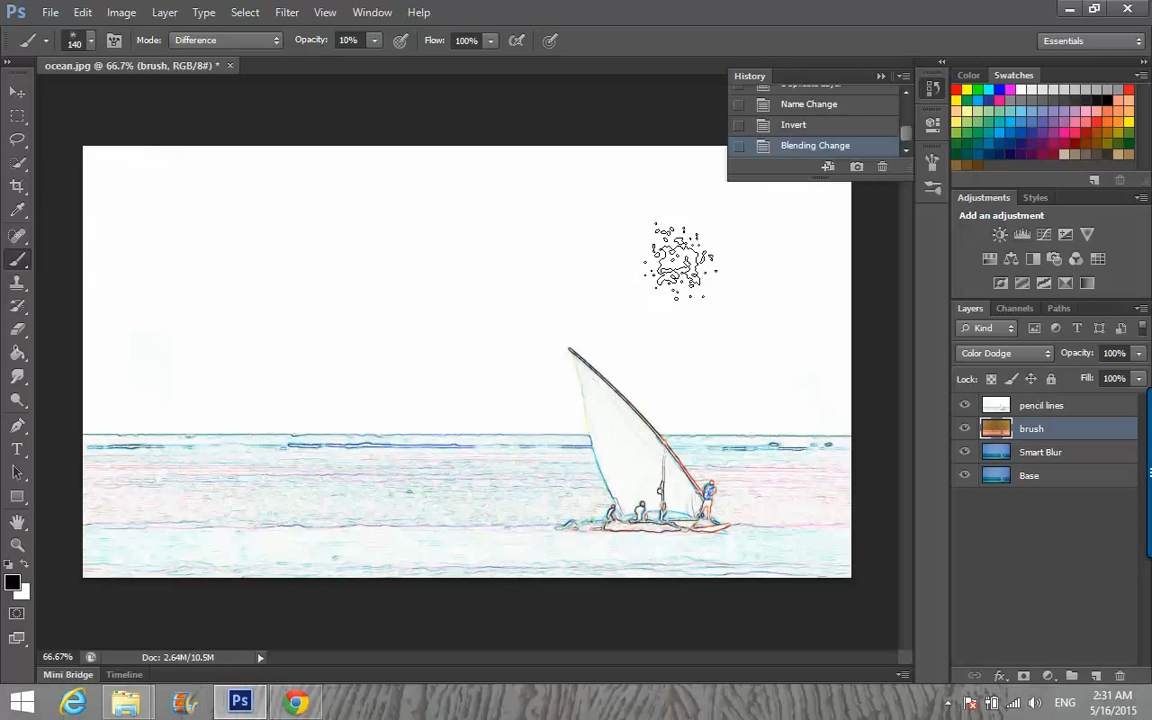 Ps File Edit Image Layer Type Select Filter View Window Help
140 Mode: Difference Opacity: 10% Flow: 100% Essentials
ocean.jpg @ 66.7% (brush, RGB/8#) * ×
History
Name Change
Invert
Blending Change
Color Swatches
Adjustments Styles
Add an adjustment
Layers Channels Paths
Kind
Color Dodge Opacity: 100%
Lock: Fill: 100%
pencil lines
brush
Smart Blur
Base
66.67% Doc: 2.64M/10.5M
Mini Bridge Timeline
Ps ENG 2:31 AM
5/16/2015